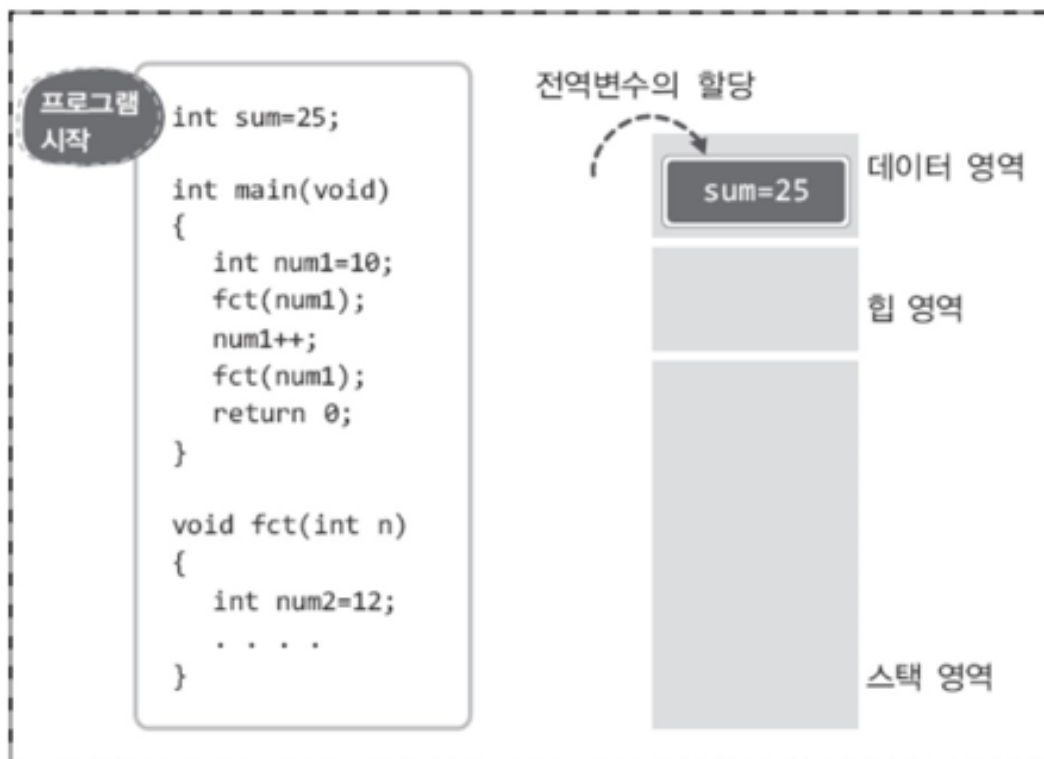 프로그램
시작
int sum=25;
int main(void)
{
int num1=10;
fct(num1);
num1++;
fct(num1);
return 0;
}
void fct(int n)
{
int num2=12;
. . . .
}
전역변수의 할당
sum=25
데이터 영역
힙 영역
스택 영역